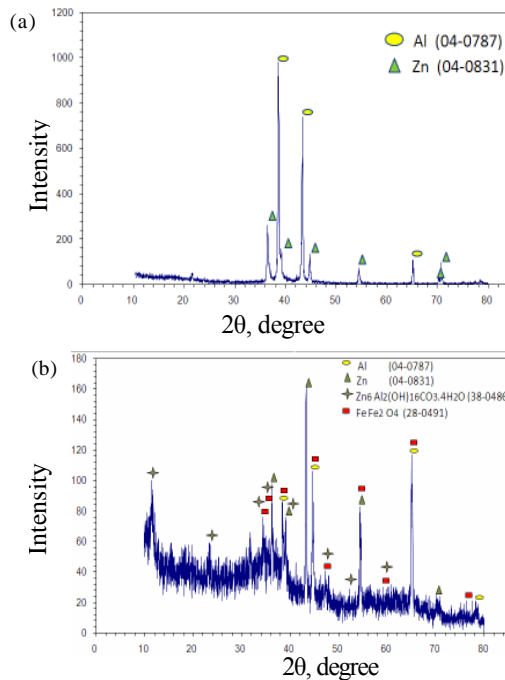 (a)
1200
1000
800
600
400
200
0
Intensity
Al (04-0787)
Zn (04-0831)
0 10 20 30 40 50 60 70 80
2θ, degree
(b)
180
160
140
120
100
80
60
40
20
0
Intensity
Al (04-0787)
Zn (04-0831)
Zn6 Al2(OH)16CO3.4H2O (38-0486
Fe Fe2 O4 (28-0491)
0 10 20 30 40 50 60 70 80
2θ, degree